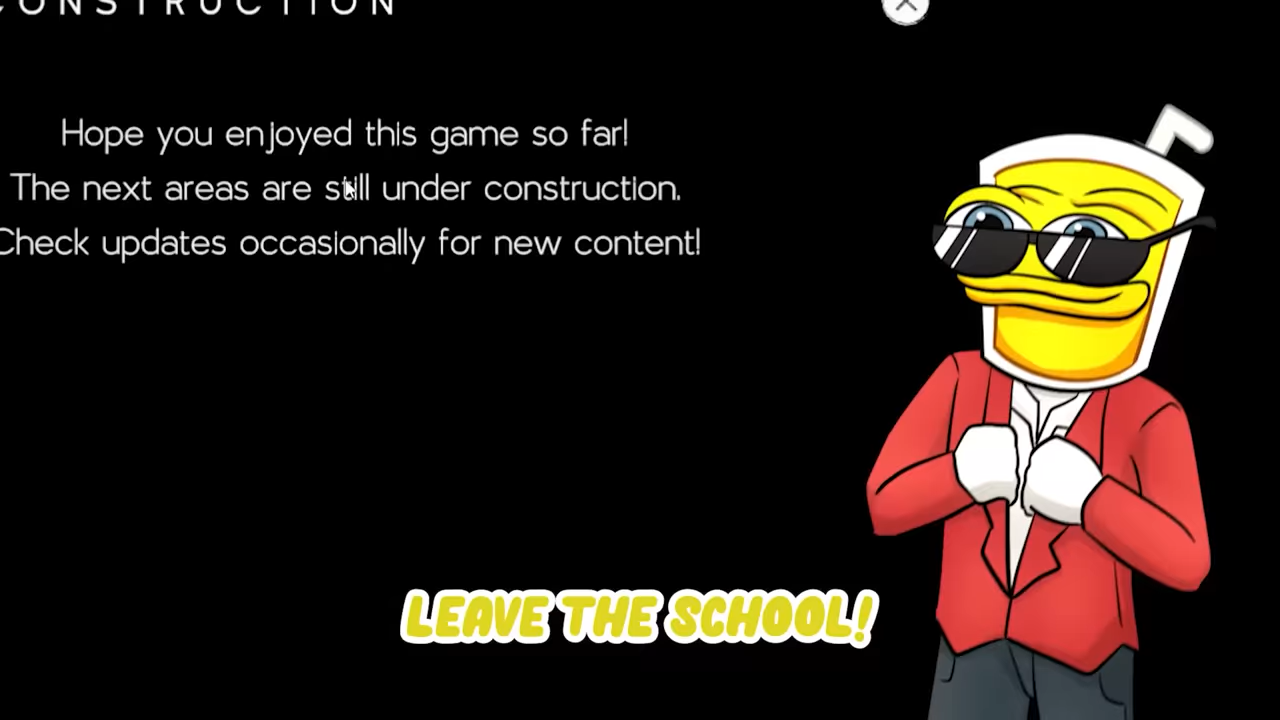 CONSTRUCTION
Hope you enjoyed this game so far!
The next areas are still under construction.
Check updates occasionally for new content!
LEAVE THE SCHOOL!